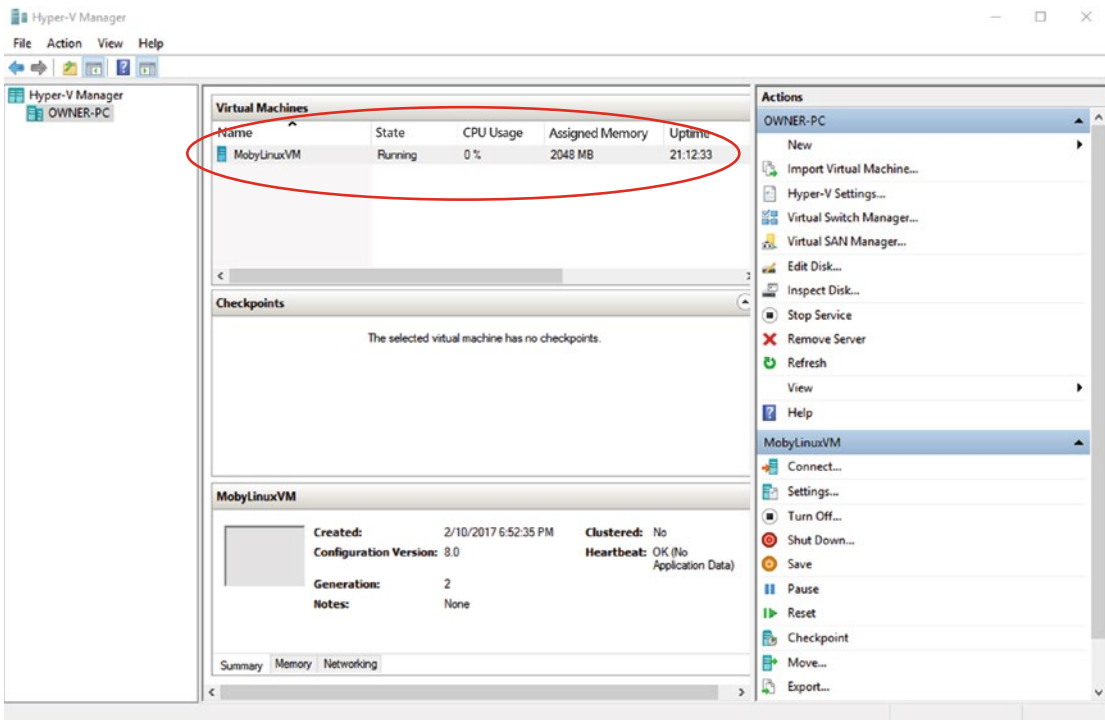 Hyper-V Manager
File Action View Help
Hyper-V Manager
OWNER-PC
Virtual Machines
Name State CPU Usage Assigned Memory Uptime
MobyLinuxVM Running 0 % 2048 MB 21:12:33
Checkpoints
The selected virtual machine has no checkpoints.
MobyLinuxVM
Created: 2/10/2017 6:52:35 PM Clustered: No
Configuration Version: 8.0 Heartbeat: OK (No
Application Data)
Generation: 2
Notes: None
Summary Memory Networking
Actions
OWNER-PC
New
Import Virtual Machine...
Hyper-V Settings...
Virtual Switch Manager...
Virtual SAN Manager...
Edit Disk...
Inspect Disk...
Stop Service
Remove Server
Refresh
View
Help
MobyLinuxVM
Connect...
Settings...
Turn Off...
Shut Down...
Save
Pause
Reset
Checkpoint
Move...
Export...